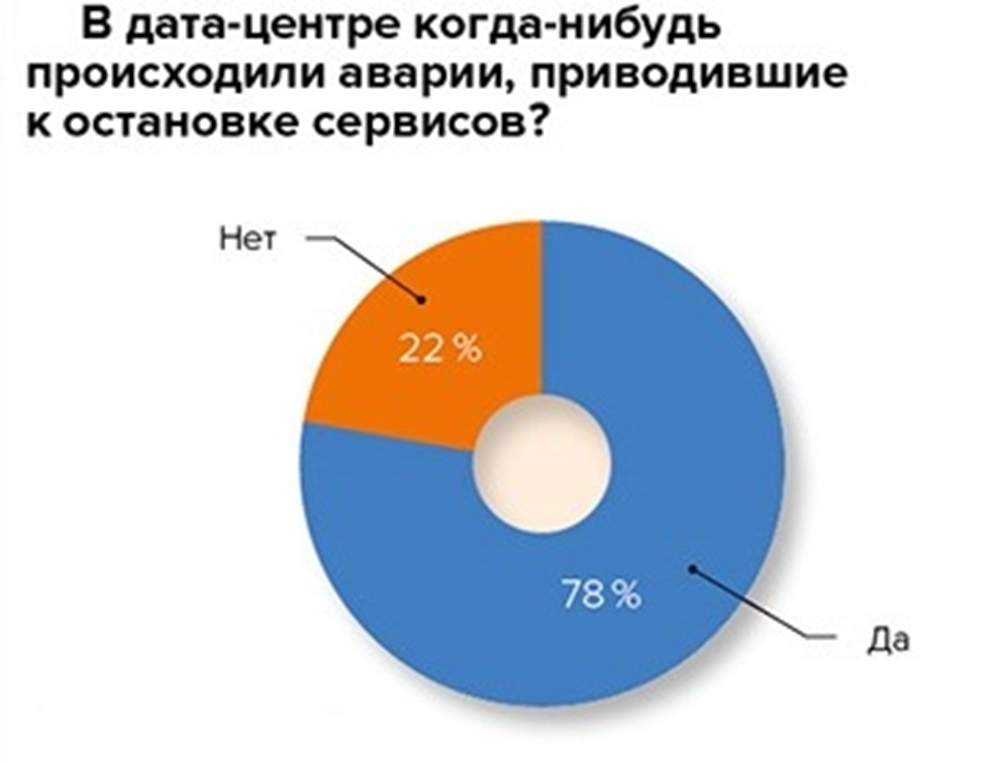 В дата-центре когда-нибудь
происходили аварии, приводившие
к остановке сервисов?
Нет
22 %
78 %
Да